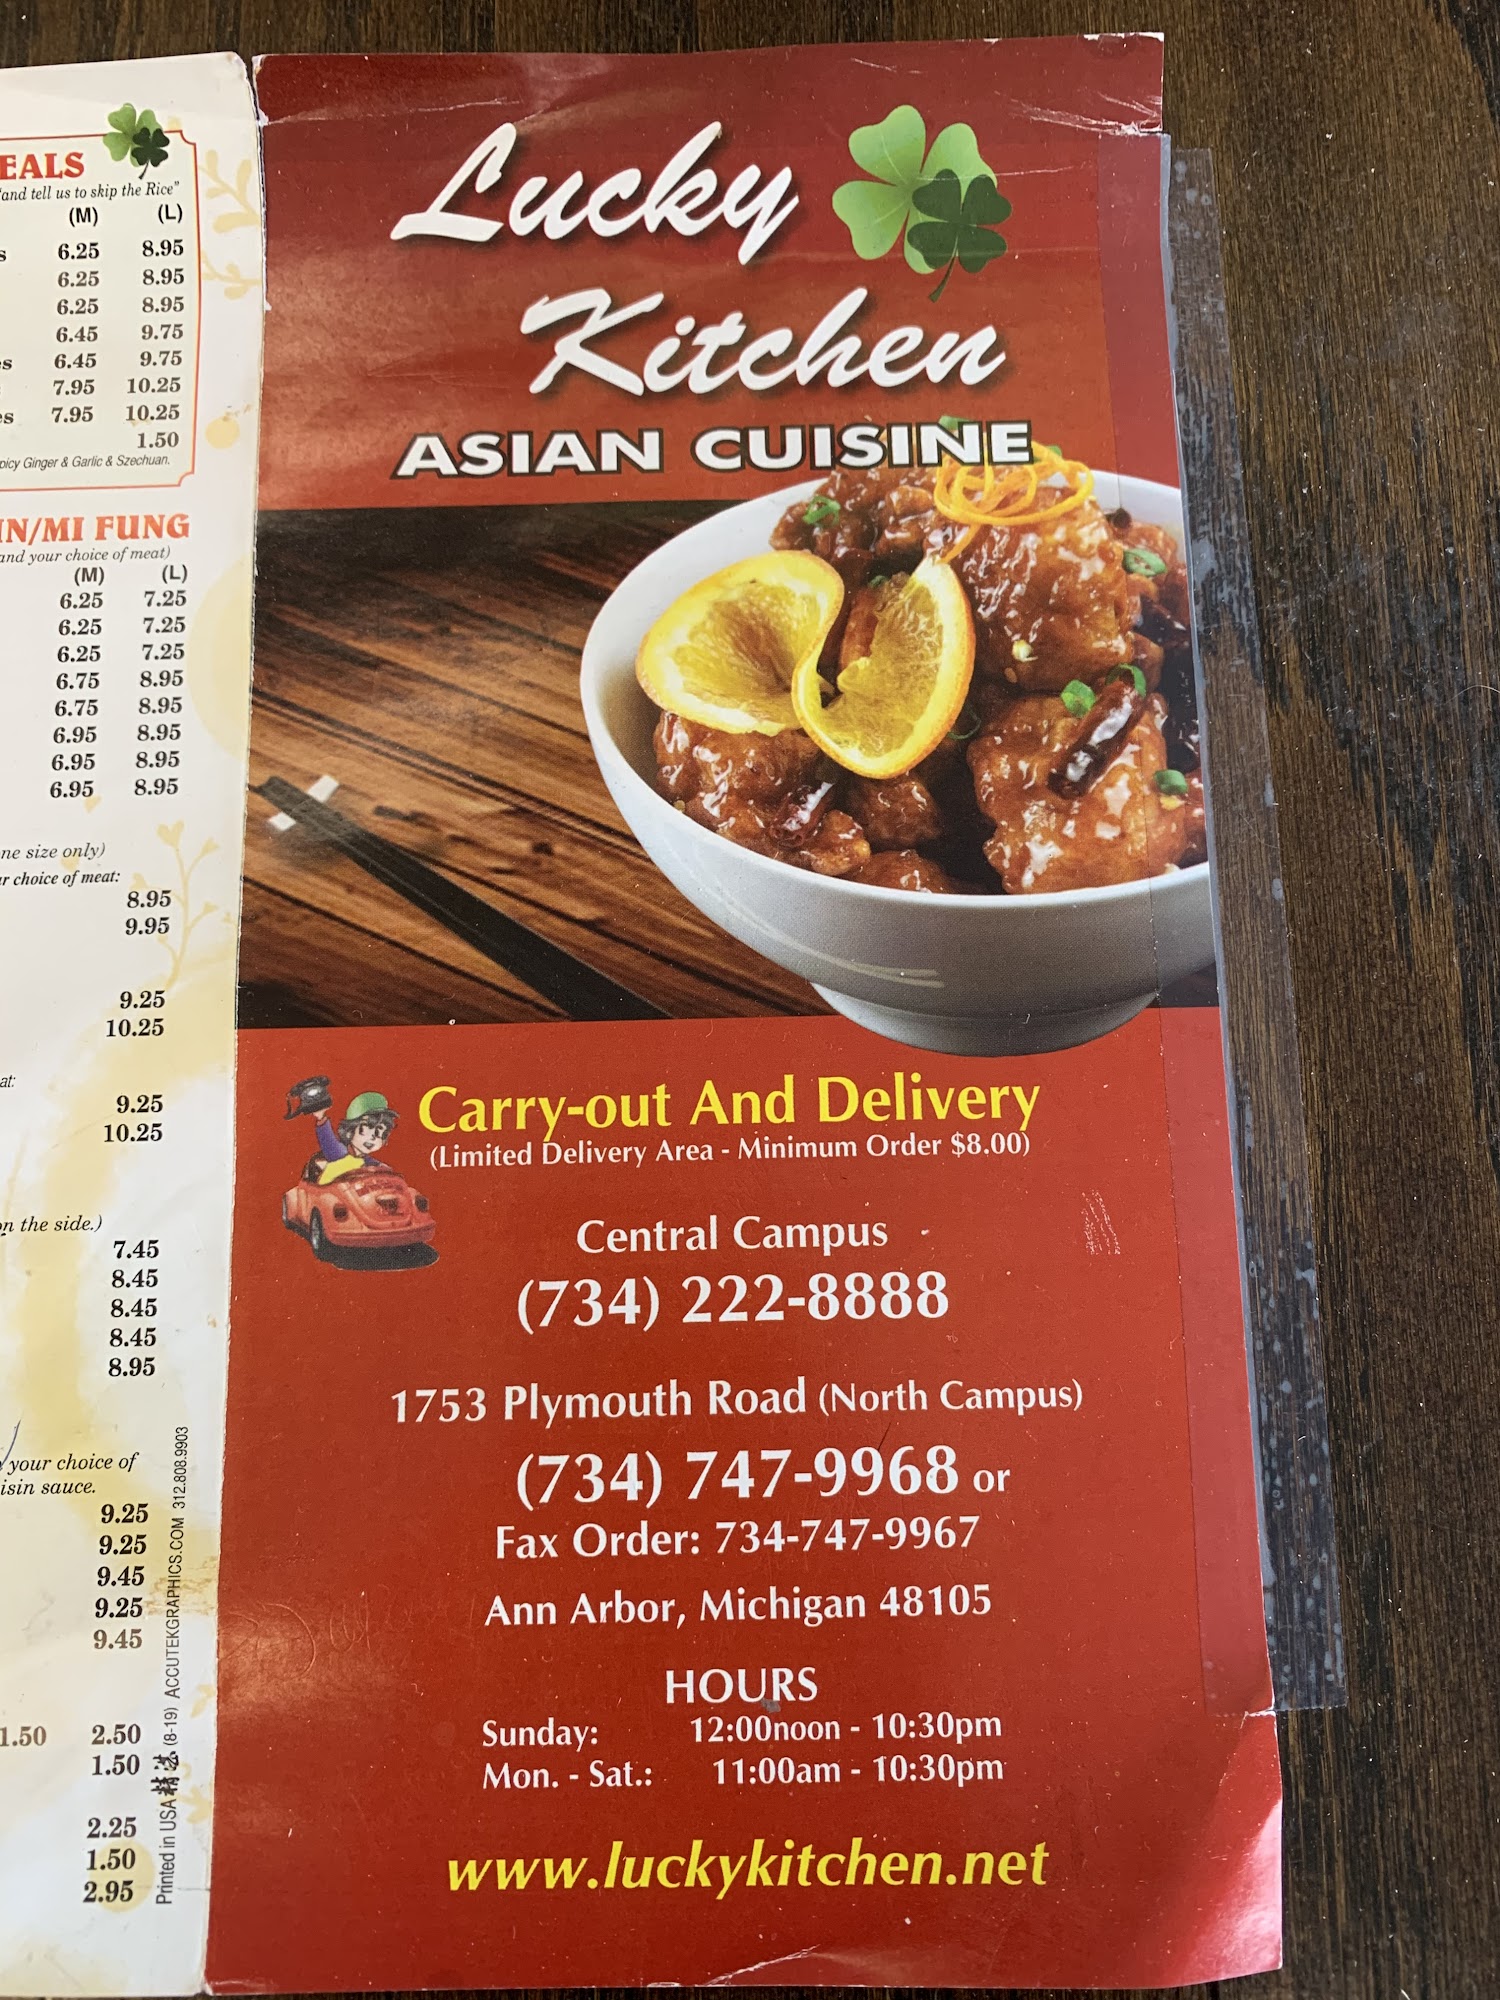 EALS
"and tell us to skip the Rice"
(M) (L)
s 6.25 8.95
6.25 8.95
6.25 8.95
6.45 9.75
es 6.45 9.75
7.95 10.25
es 7.95 10.25
1.50
picy Ginger & Garlic & Szechuan.
IN/MI FUNG
and your choice of meat)
(M) (L)
6.25 7.25
6.25 7.25
6.25 7.25
6.75 8.95
6.75 8.95
6.95 8.95
6.95 8.95
6.95 8.95
ne size only)
ur choice of meat:
8.95
9.95
9.25
10.25
at:
9.25
10.25
on the side.)
7.45
8.45
8.45
8.45
8.95
your choice of
isin sauce.
9.25
9.25
9.45
9.25
9.45
1.50 2.50
1.50
2.25
1.50
2.95
Printed in USA (8-19) ACCUTEKGRAPHICS.COM 312.808.9903
Lucky
Kitchen
ASIAN CUISINE
Carry-out And Delivery
(Limited Delivery Area - Minimum Order $8.00)
Central Campus
(734) 222-8888
1753 Plymouth Road (North Campus)
(734) 747-9968 or
Fax Order: 734-747-9967
Ann Arbor, Michigan 48105
HOURS
Sunday: 12:00noon - 10:30pm
Mon. - Sat.: 11:00am - 10:30pm
www.luckykitchen.net